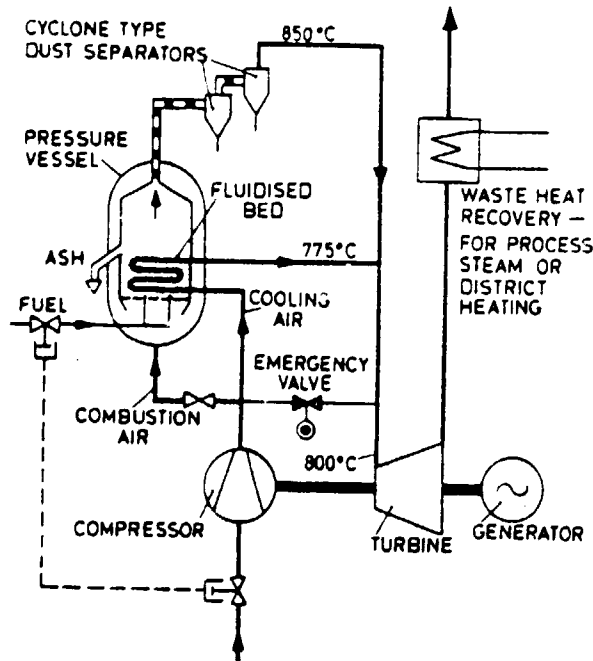 CYCLONE TYPE
DUST SEPARATORS
850°C
PRESSURE
VESSEL
FLUIDISED
BED
WASTE HEAT
RECOVERY —
FOR PROCESS
STEAM OR
DISTRICT
HEATING
ASH
775°C
FUEL
COOLING
AIR
EMERGENCY
VALVE
COMBUSTION
AIR
800°C
COMPRESSOR
TURBINE
GENERATOR